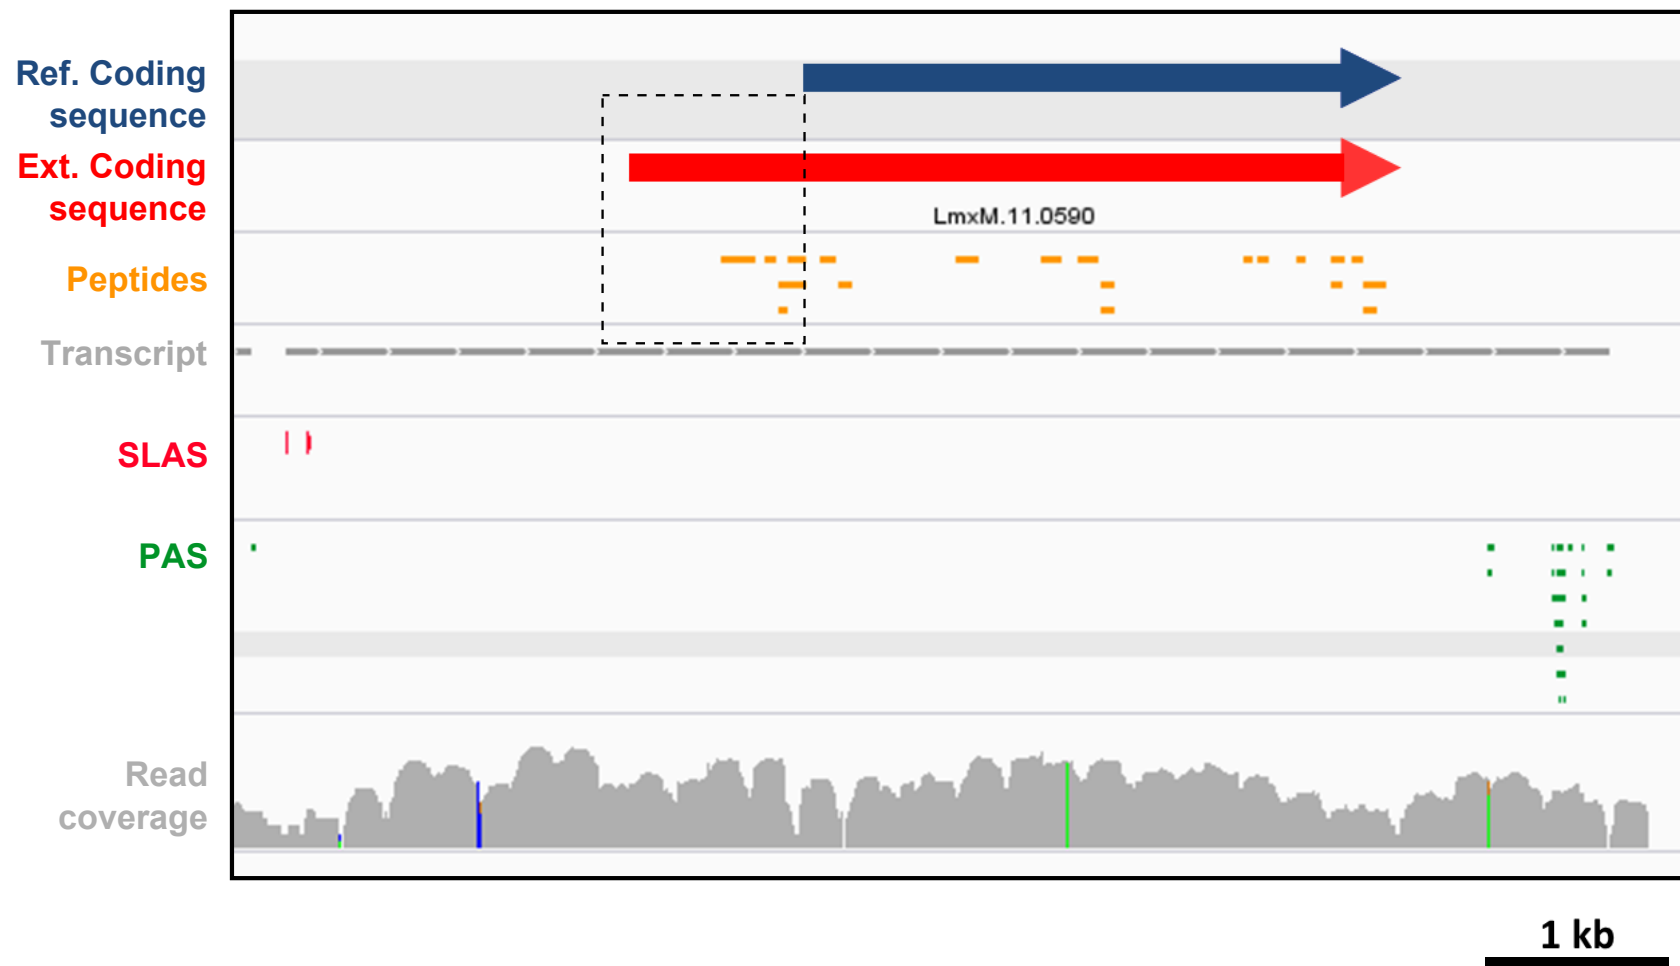 Ref. Coding
sequence
Ext. Coding
sequence
LmxM.11.0590
Peptides
Transcript
SLAS
PAS
Read
coverage
1 kb